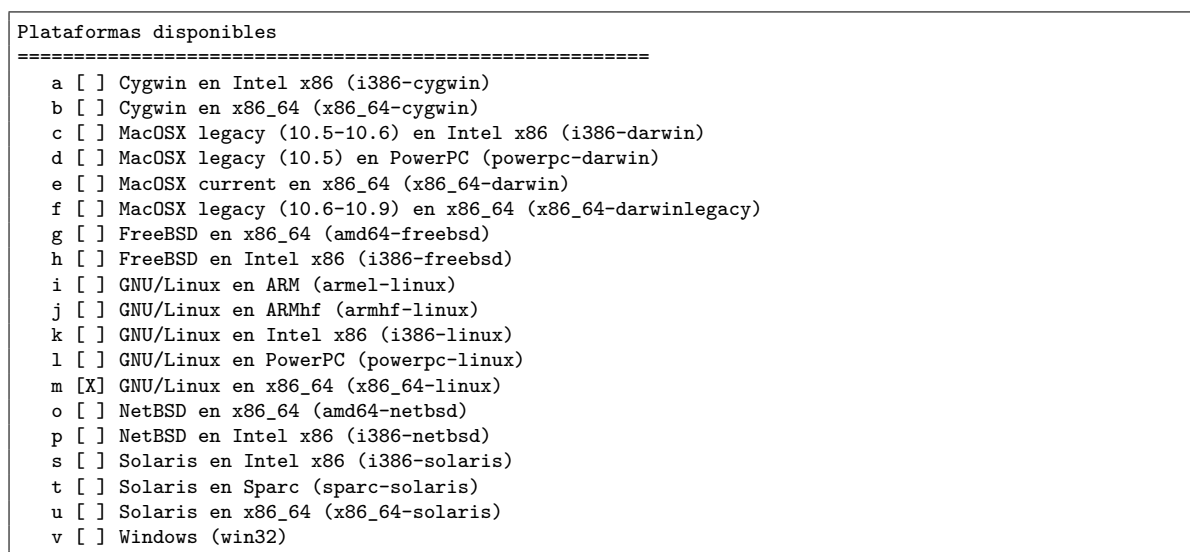 Plataformas disponibles
========================================================
a [ ] Cygwin en Intel x86 (i386-cygwin)
b [ ] Cygwin en x86_64 (x86_64-cygwin)
c [ ] MacOSX legacy (10.5-10.6) en Intel x86 (i386-darwin)
d [ ] MacOSX legacy (10.5) en PowerPC (powerpc-darwin)
e [ ] MacOSX current en x86_64 (x86_64-darwin)
f [ ] MacOSX legacy (10.6-10.9) en x86_64 (x86_64-darwinlegacy)
g [ ] FreeBSD en x86_64 (amd64-freebsd)
h [ ] FreeBSD en Intel x86 (i386-freebsd)
i [ ] GNU/Linux en ARM (armel-linux)
j [ ] GNU/Linux en ARMhf (armhf-linux)
k [ ] GNU/Linux en Intel x86 (i386-linux)
l [ ] GNU/Linux en PowerPC (powerpc-linux)
m [X] GNU/Linux en x86_64 (x86_64-linux)
o [ ] NetBSD en x86_64 (amd64-netbsd)
p [ ] NetBSD en Intel x86 (i386-netbsd)
s [ ] Solaris en Intel x86 (i386-solaris)
t [ ] Solaris en Sparc (sparc-solaris)
u [ ] Solaris en x86_64 (x86_64-solaris)
v [ ] Windows (win32)